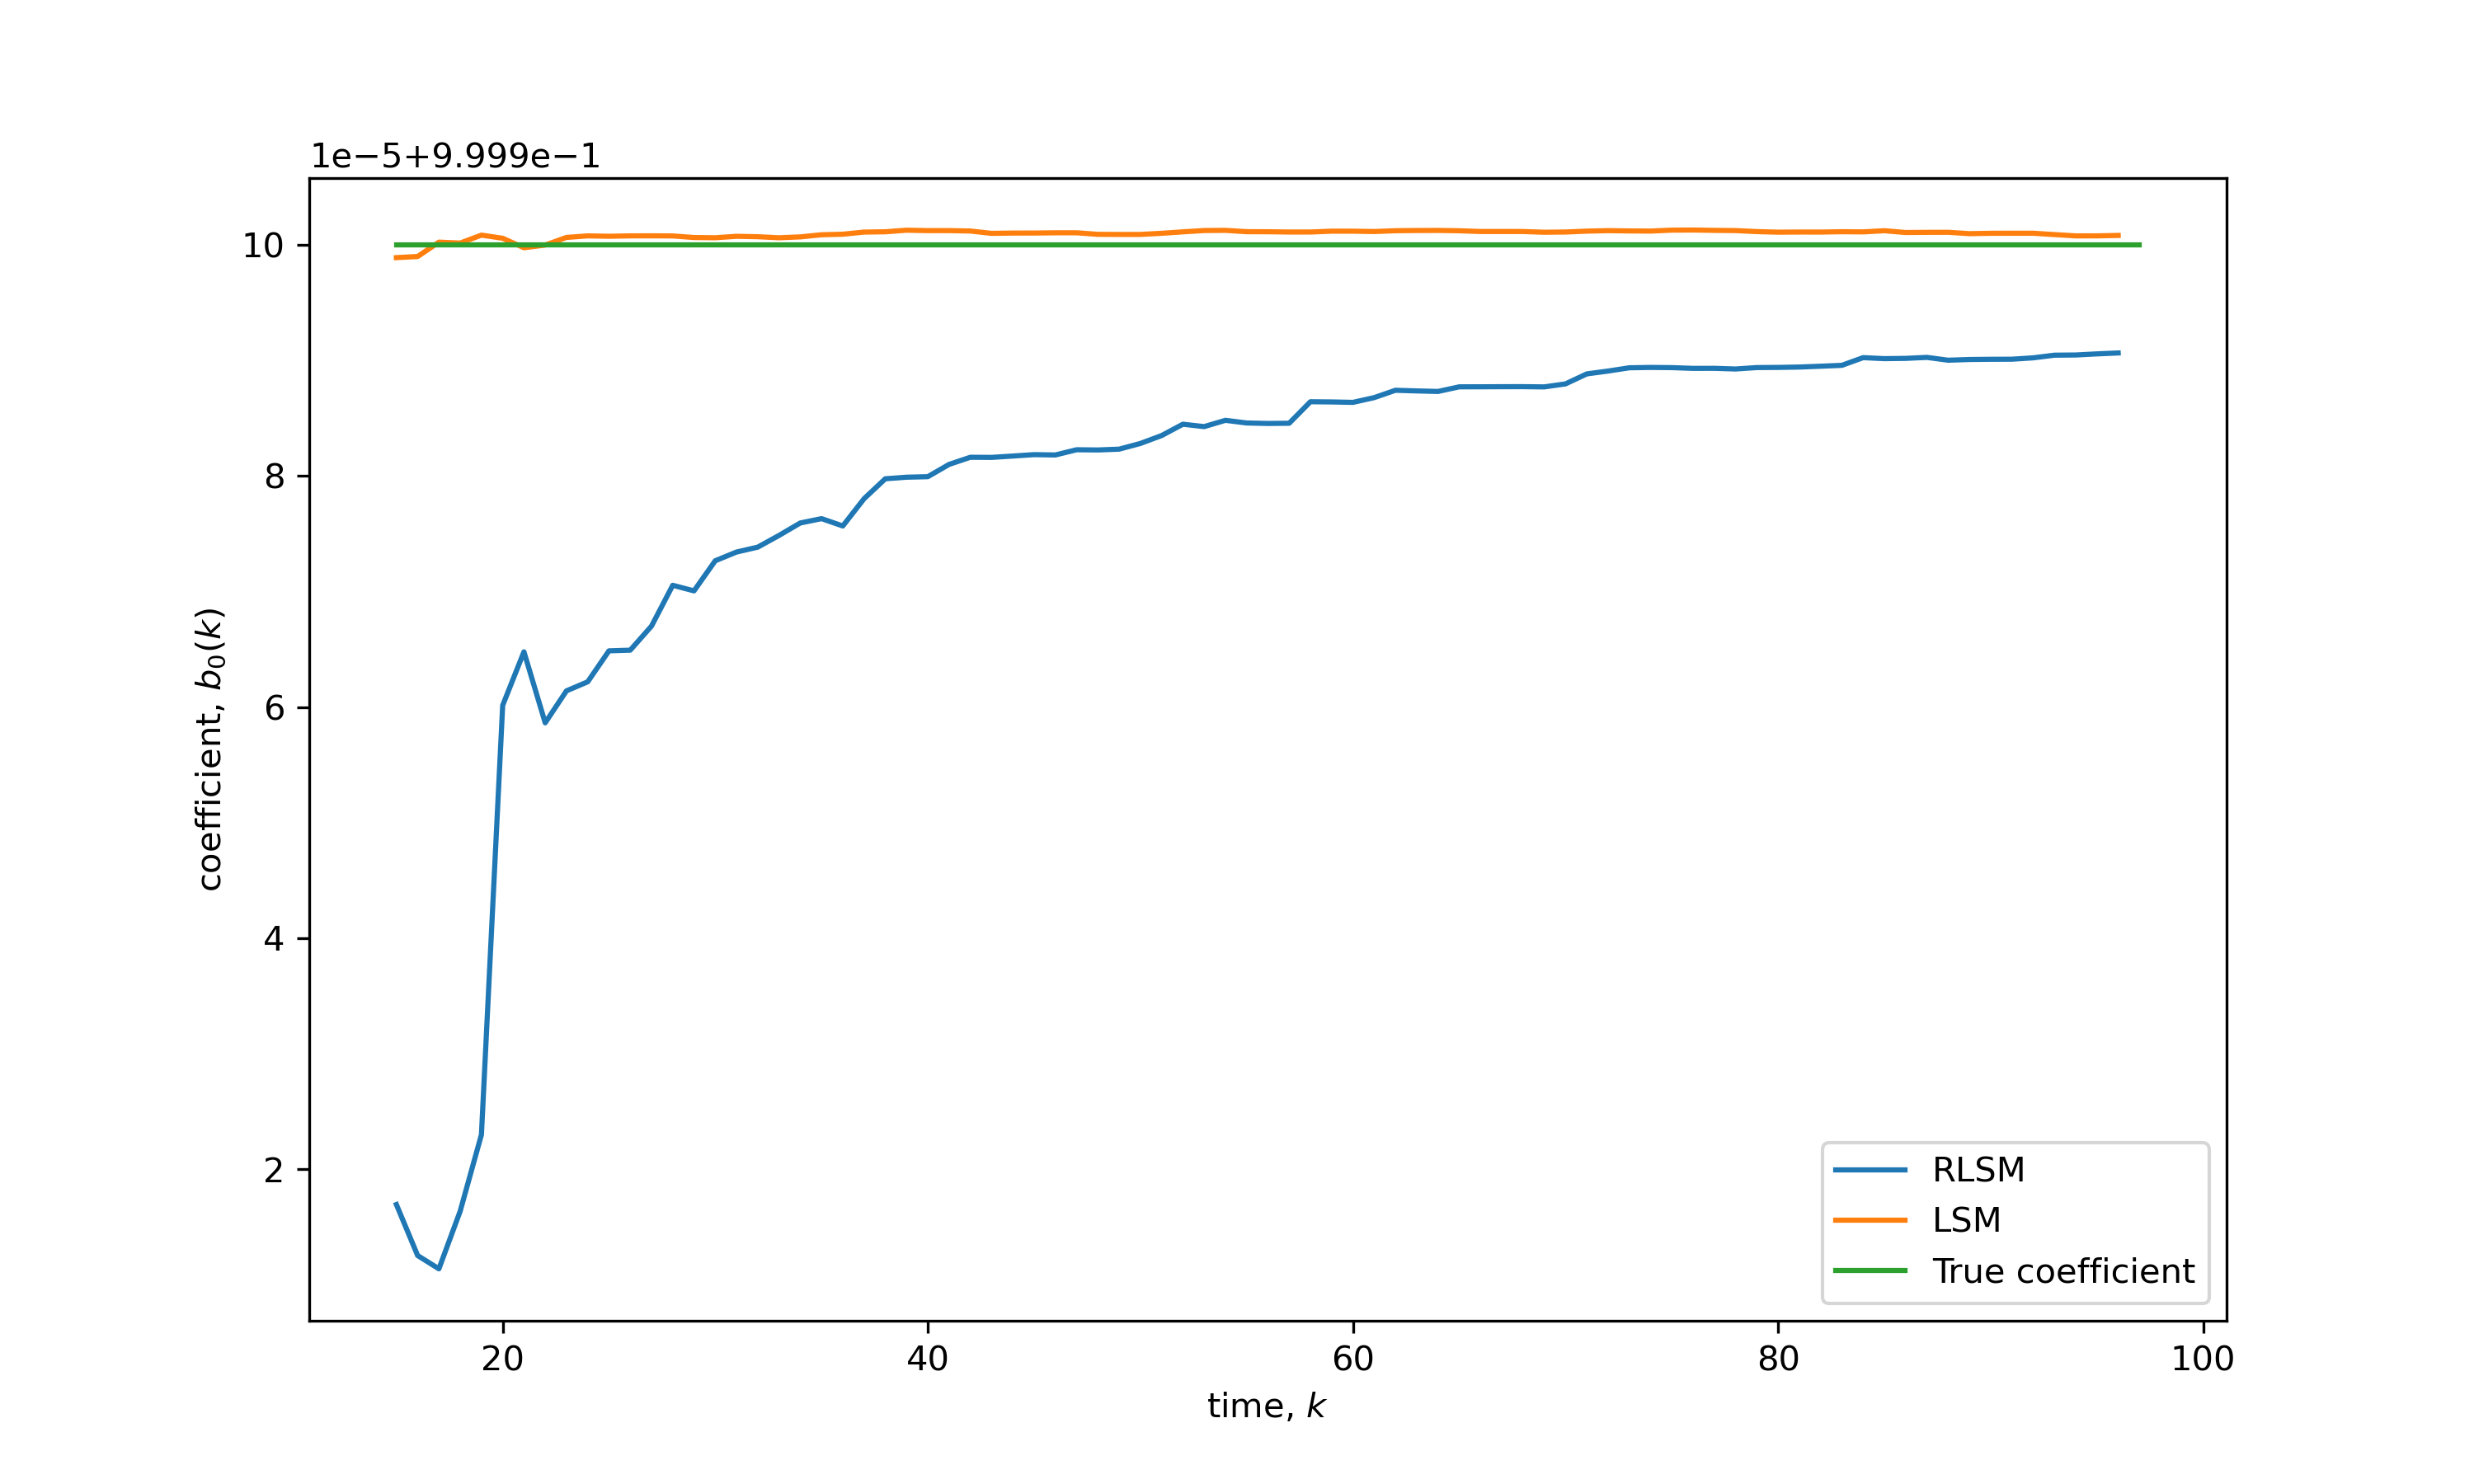 1e−5+9.999e−1
10
8
6
4
2
coefficient, b₀(k)
20 40 60 80 100
time, k
RLSM
LSM
True coefficient